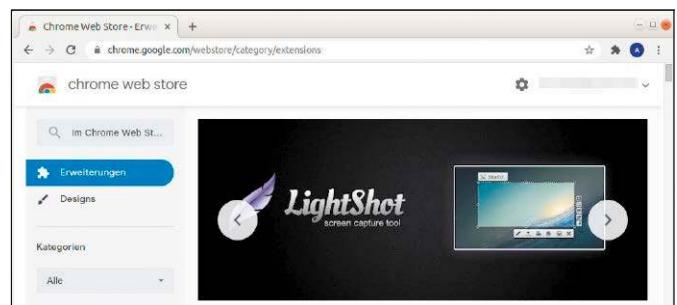 Chrome Web Store - Erwe
chrome.google.com/webstore/category/extensions
A
chrome web store
Im Chrome Web St...
Erweiterungen
Designs
LightShot
screen capture tool
Kategorien
Alle